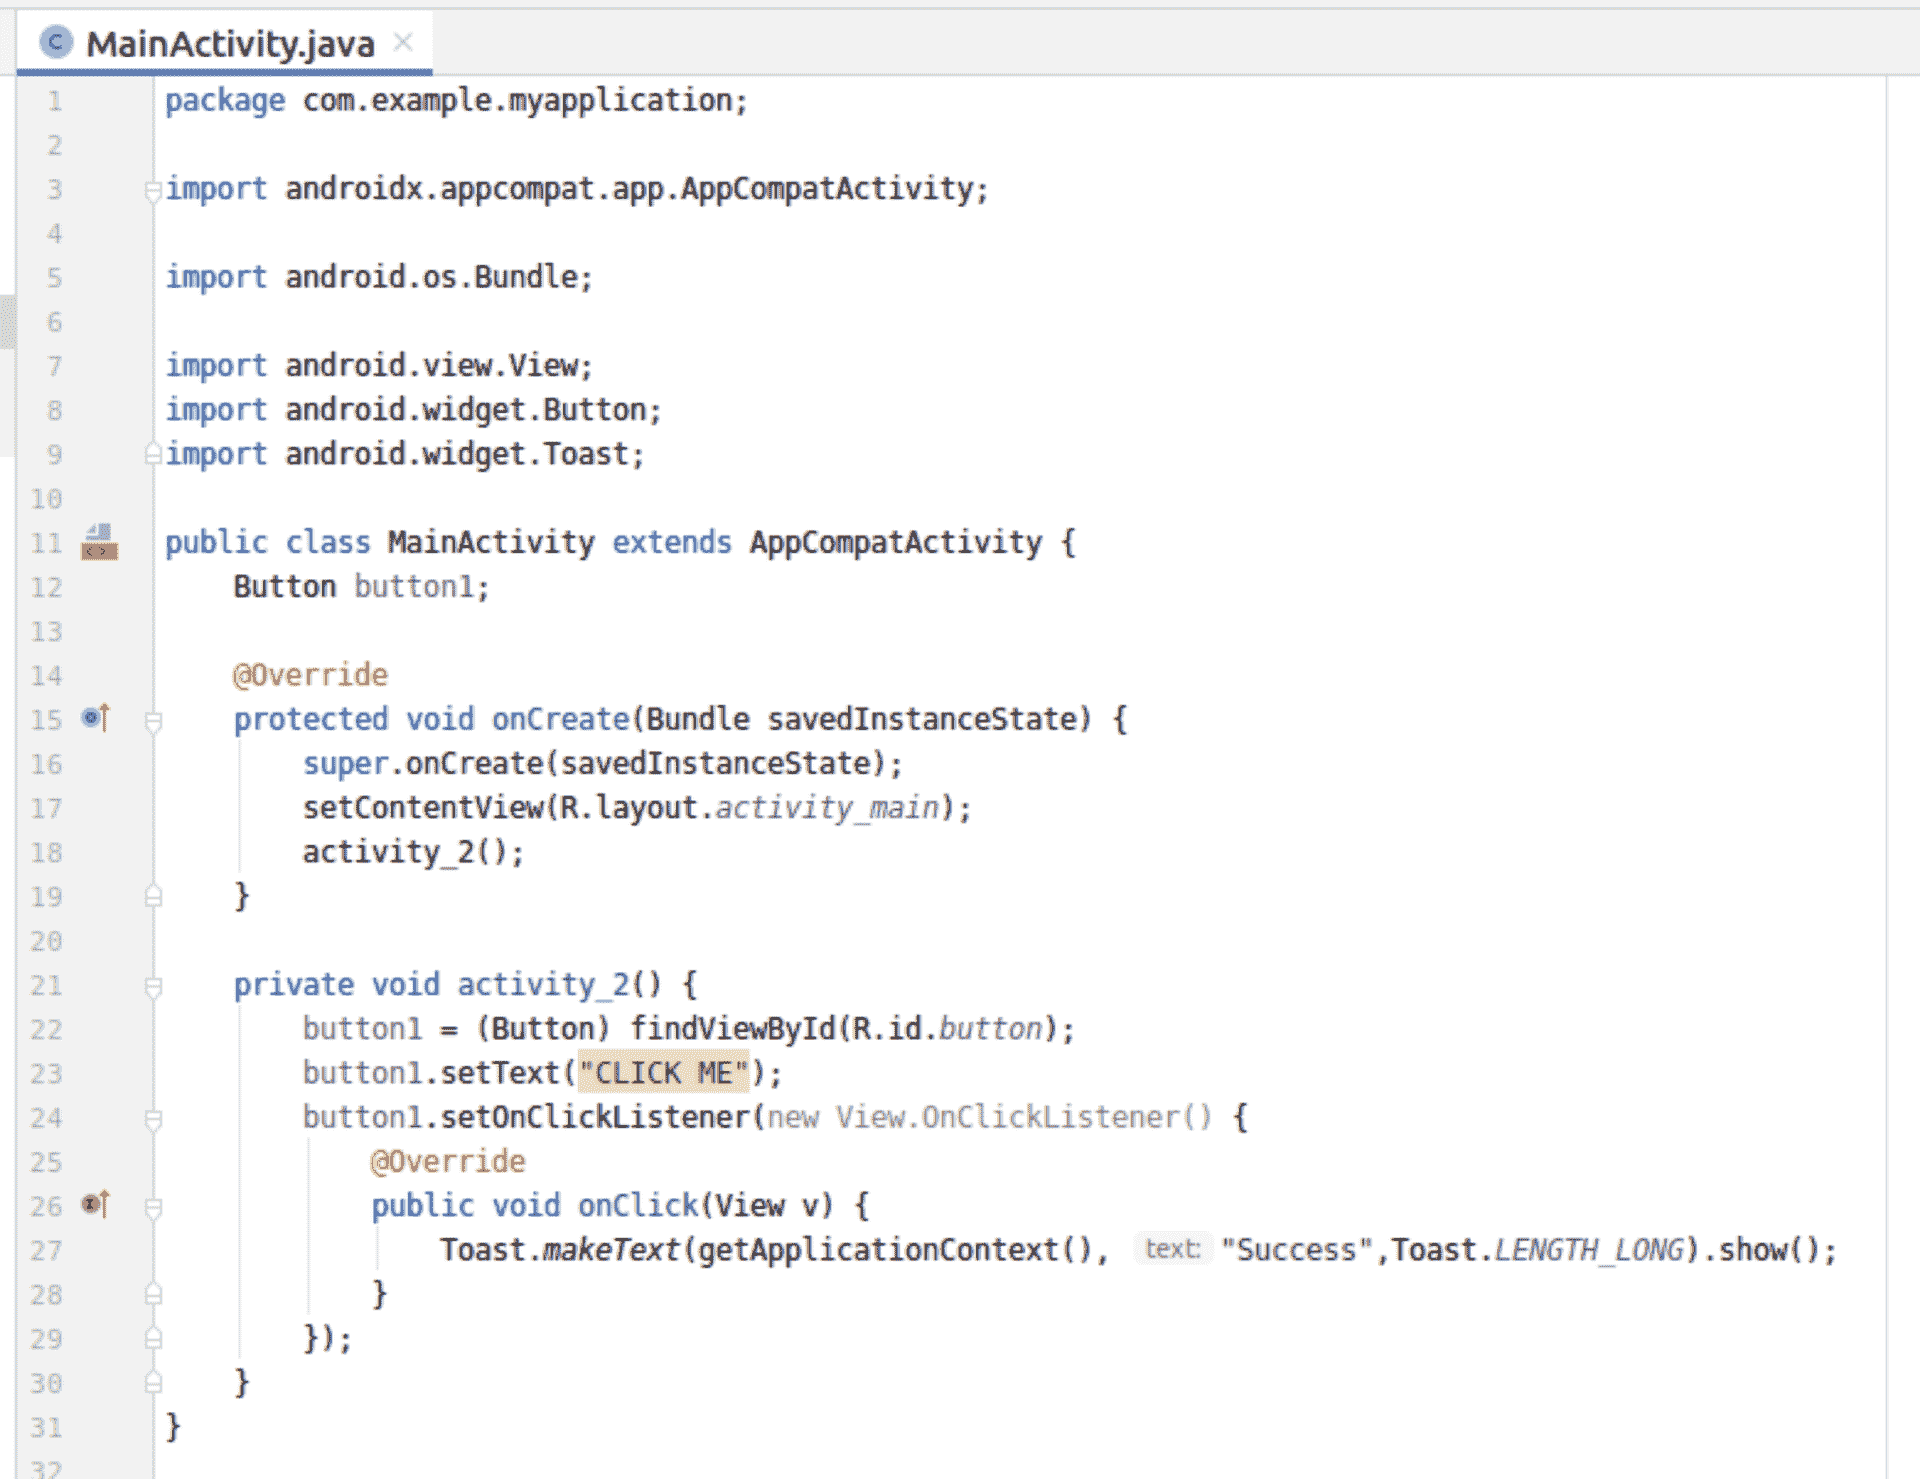 MainActivity.java
1 package com.example.myapplication;
2
3 import androidx.appcompat.app.AppCompatActivity;
4
5 import android.os.Bundle;
6
7 import android.view.View;
8 import android.widget.Button;
9 import android.widget.Toast;
10
11 public class MainActivity extends AppCompatActivity {
12     Button button1;
13
14     @Override
15     protected void onCreate(Bundle savedInstanceState) {
16         super.onCreate(savedInstanceState);
17         setContentView(R.layout.activity_main);
18         activity_2();
19     }
20
21     private void activity_2() {
22         button1 = (Button) findViewById(R.id.button);
23         button1.setText("CLICK ME");
24         button1.setOnClickListener(new View.OnClickListener() {
25             @Override
26             public void onClick(View v) {
27                 Toast.makeText(getApplicationContext(), text: "Success",Toast.LENGTH_LONG).show();
28             }
29         });
30     }
31 }
32